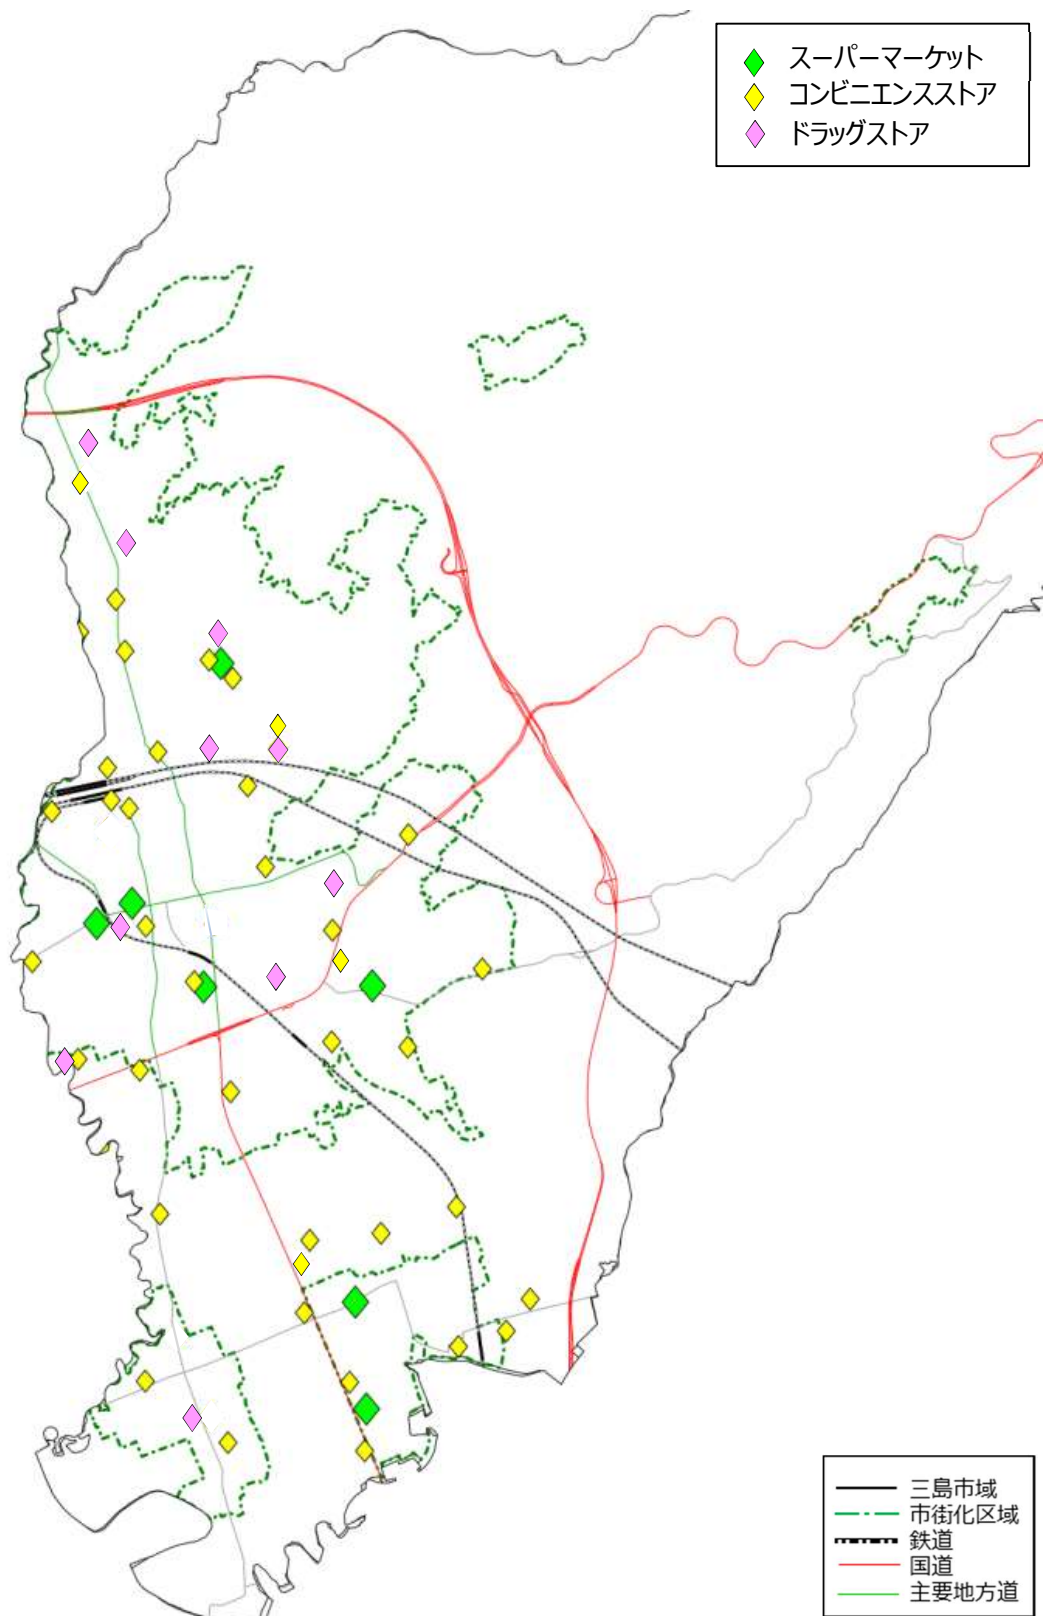 スーパーマーケット
コンビニエンスストア
ドラッグストア
三島市域
市街化区域
鉄道
国道
主要地方道